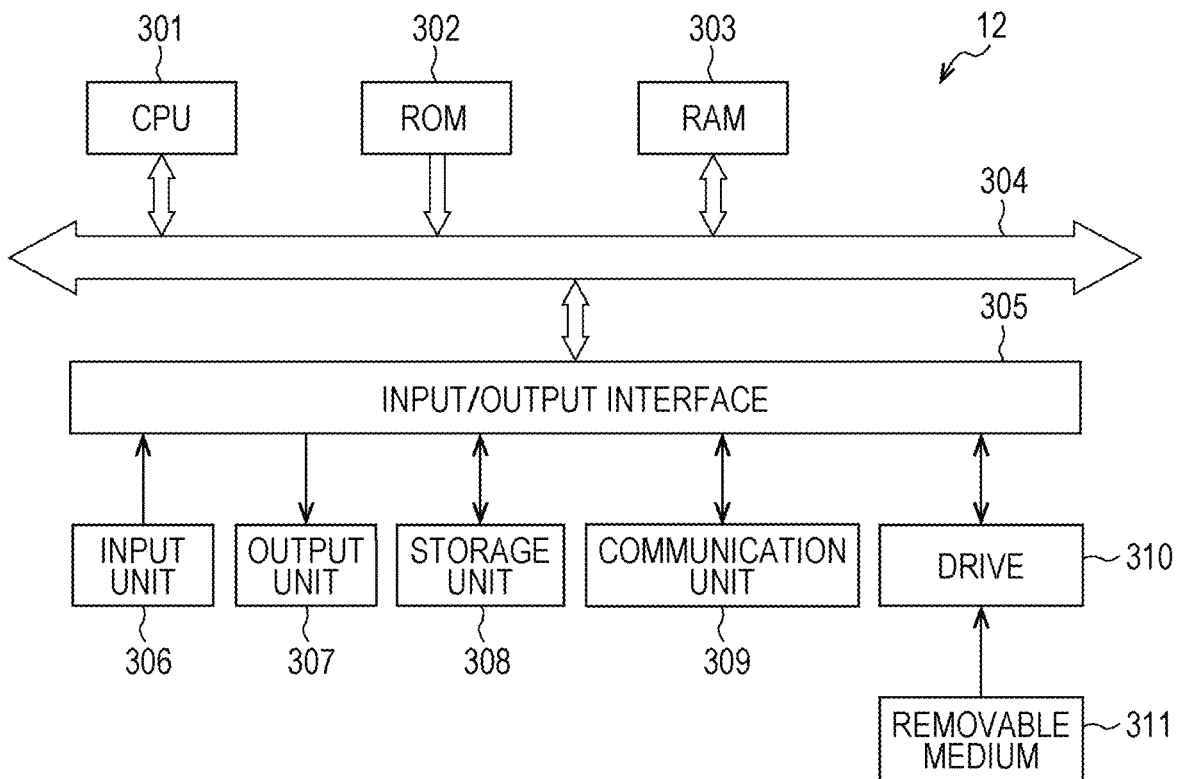 301
302
303
12
CPU
ROM
RAM
304
305
INPUT/OUTPUT INTERFACE
INPUT
UNIT
OUTPUT
UNIT
STORAGE
UNIT
COMMUNICATION
UNIT
DRIVE
310
306
307
308
309
REMOVABLE
MEDIUM
311